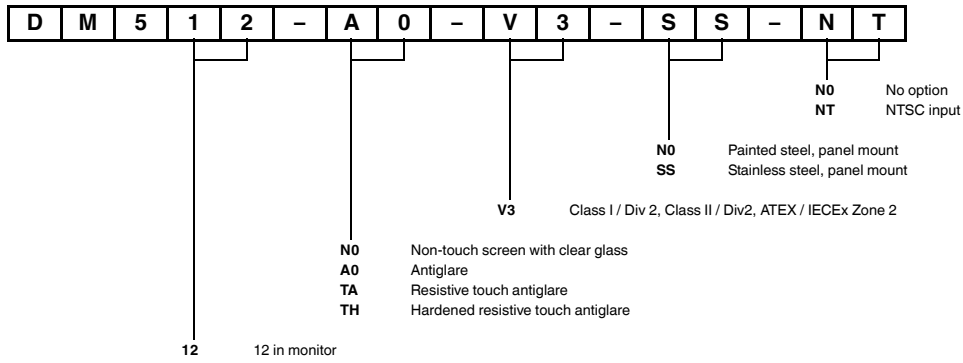 D M 5 1 2 – A 0 – V 3 – S S – N T
N0 No option
NT NTSC input
N0 Painted steel, panel mount
SS Stainless steel, panel mount
V3 Class I / Div 2, Class II / Div2, ATEX / IECEx Zone 2
N0 Non-touch screen with clear glass
A0 Antiglare
TA Resistive touch antiglare
TH Hardened resistive touch antiglare
12 12 in monitor